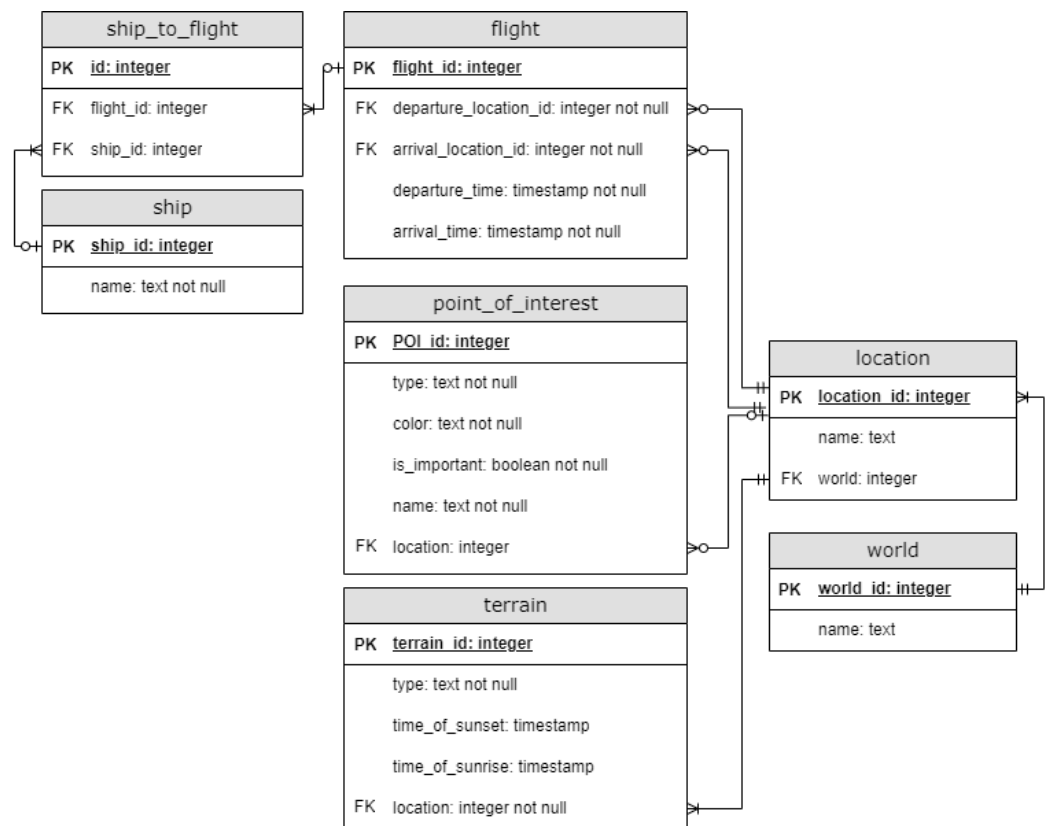 ship_to_flight
PK id: integer
FK flight_id: integer
FK ship_id: integer
ship
PK ship_id: integer
name: text not null
flight
PK flight_id: integer
FK departure_location_id: integer not null
FK arrival_location_id: integer not null
departure_time: timestamp not null
arrival_time: timestamp not null
point_of_interest
PK POI_id: integer
type: text not null
color: text not null
is_important: boolean not null
name: text not null
FK location: integer
terrain
PK terrain_id: integer
type: text not null
time_of_sunset: timestamp
time_of_sunrise: timestamp
FK location: integer not null
location
PK location_id: integer
name: text
FK world: integer
world
PK world_id: integer
name: text